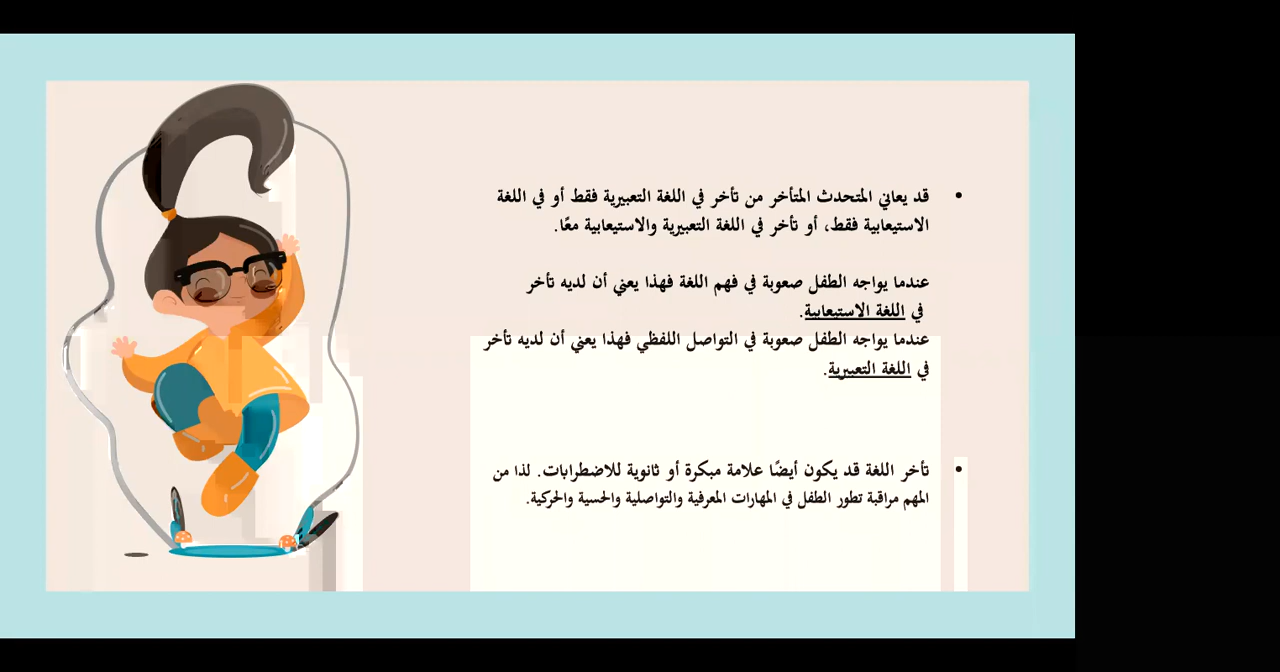 • قد يعاني المتحدث المتأخر من تأخر في اللغة التعبيرية فقط أو في اللغة
الاستيعابية فقط، أو تأخر في اللغة التعبيرية والاستيعابية معًا.
عندما يواجه الطفل صعوبة في فهم اللغة فهذا يعني أن لديه تأخر
في اللغة الاستيعابية.
عندما يواجه الطفل صعوبة في التواصل اللفظي فهذا يعني أن لديه تأخر
في اللغة التعبيرية.
• تأخر اللغة قد يكون أيضًا علامة مبكرة أو ثانوية للاضطرابات. لذا من
المهم مراقبة تطور الطفل في المهارات المعرفية والتواصلية والحسية والحركية.